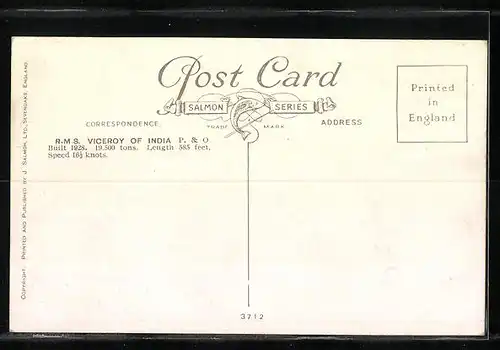 Post Card
SALMON SERIES
TRADE MARK
CORRESPONDENCE
ADDRESS
Printed
in
England
R.M.S. VICEROY OF INDIA P. & O.
Built 1928. 19,500 tons. Length 585 feet.
Speed 16½ knots.
COPYRIGHT. PRINTED AND PUBLISHED BY J. SALMON, LTD., SEVENOAKS, ENGLAND.
3712